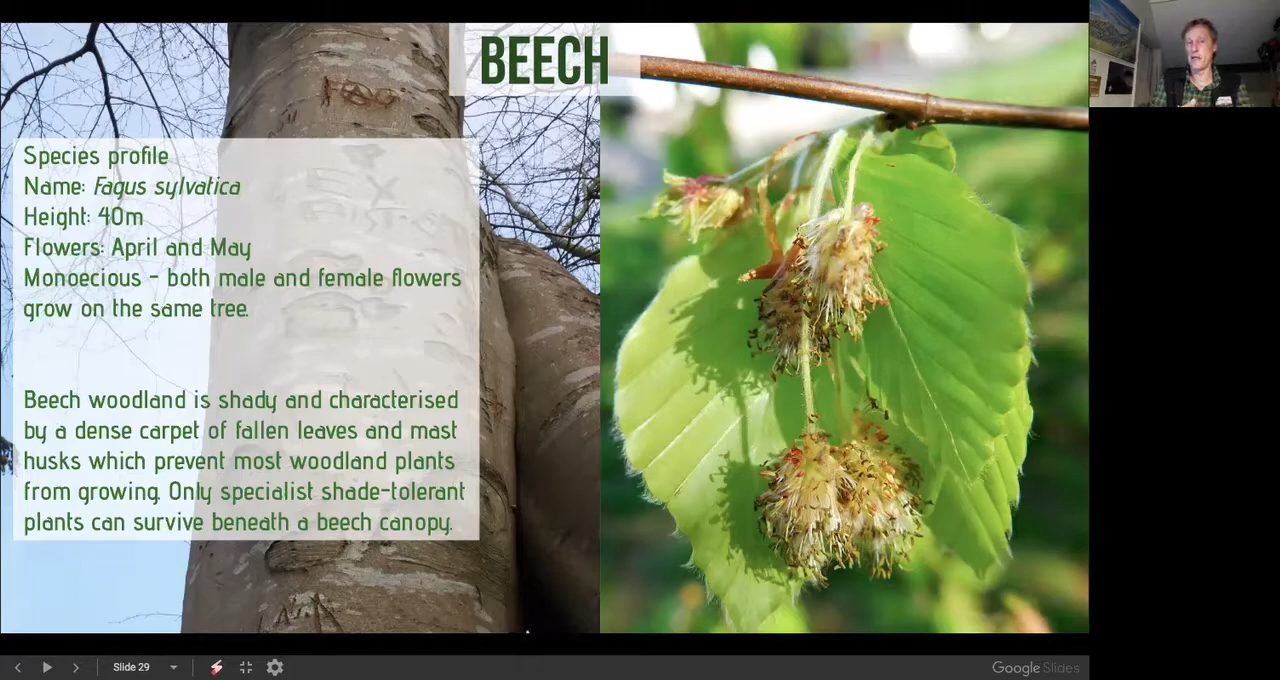 BEECH
Species profile
Name: Fagus sylvatica
Height: 40m
Flowers: April and May
Monoecious - both male and female flowers
grow on the same tree.
Beech woodland is shady and characterised
by a dense carpet of fallen leaves and mast
husks which prevent most woodland plants
from growing. Only specialist shade-tolerant
plants can survive beneath a beech canopy.
Slide 29
Google Slides